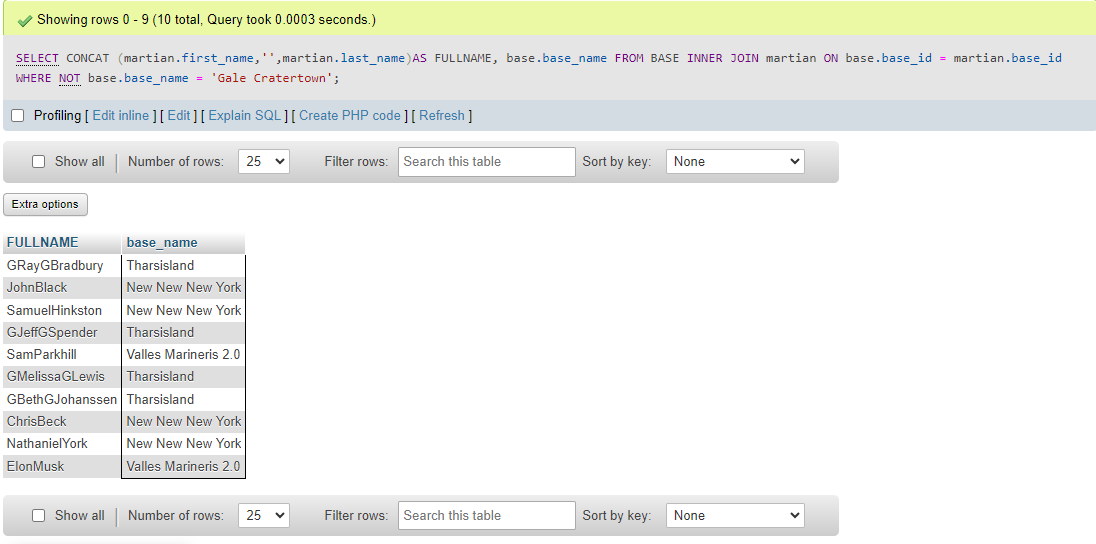 Showing rows 0 - 9 (10 total, Query took 0.0003 seconds.)
SELECT CONCAT (martian.first_name,'',martian.last_name)AS FULLNAME, base.base_name FROM BASE INNER JOIN martian ON base.base_id = martian.base_id
WHERE NOT base.base_name = 'Gale Cratertown';
Profiling [ Edit inline ] [ Edit ] [ Explain SQL ] [ Create PHP code ] [ Refresh ]
Show all | Number of rows: 25 Filter rows: Search this table Sort by key: None
Extra options
FULLNAME base_name
GRayGBradbury Tharsisland
JohnBlack New New New York
SamuelHinkston New New New York
GJeffGSpender Tharsisland
SamParkhill Valles Marineris 2.0
GMelissaGLewis Tharsisland
GBethGJohanssen Tharsisland
ChrisBeck New New New York
NathanielYork New New New York
ElonMusk Valles Marineris 2.0
Show all | Number of rows: 25 Filter rows: Search this table Sort by key: None